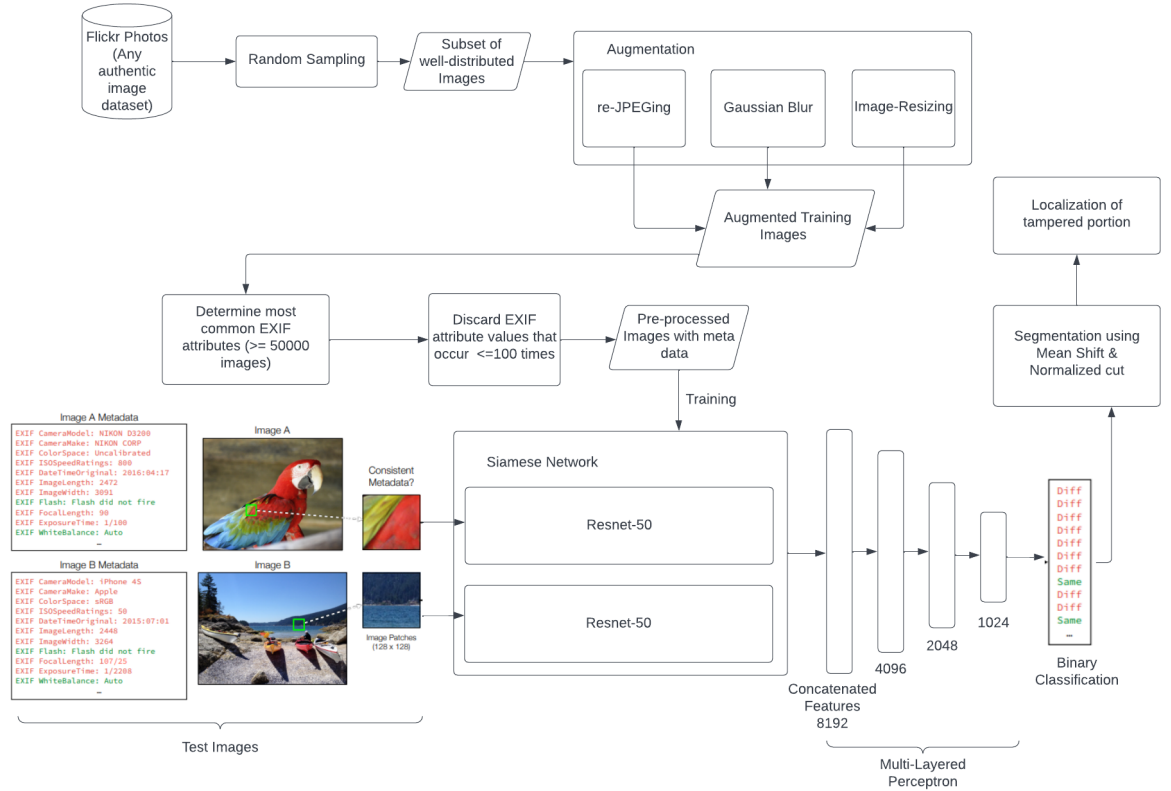 Flickr Photos
(Any
authentic
image
dataset)
Random Sampling
Subset of
well-distributed
Images
Augmentation
re-JPEGing
Gaussian Blur
Image-Resizing
Augmented Training
Images
Localization of
tampered portion
Determine most
common EXIF
attributes (>= 50000
images)
Discard EXIF
attribute values that
occur <=100 times
Pre-processed
Images with meta
data
Segmentation using
Mean Shift &
Normalized cut
Training
Image A Metadata
EXIF CameraModel: NIKON D3200
EXIF CameraMake: NIKON CORP
EXIF ColorSpace: Uncalibrated
EXIF ISOSpeedRatings: 800
EXIF DateTimeOriginal: 2016:04:17
EXIF ImageLength: 2472
EXIF ImageWidth: 3091
EXIF Flash: Flash did not fire
EXIF FocalLength: 90
EXIF ExposureTime: 1/100
EXIF WhiteBalance: Auto
…
Image A
Consistent
Metadata?
Image B Metadata
EXIF CameraModel: iPhone 4S
EXIF CameraMake: Apple
EXIF ColorSpace: sRGB
EXIF ISOSpeedRatings: 50
EXIF DateTimeOriginal: 2015:07:01
EXIF ImageLength: 2448
EXIF ImageWidth: 3264
EXIF Flash: Flash did not fire
EXIF FocalLength: 107/25
EXIF ExposureTime: 1/2208
EXIF WhiteBalance: Auto
…
Image B
Image Patches
(128 x 128)
Test Images
Siamese Network
Resnet-50
Resnet-50
Concatenated
Features
8192
4096
2048
1024
Multi-Layered
Perceptron
Diff
Diff
Diff
Diff
Diff
Diff
Diff
Same
Diff
Diff
Same
…
Binary
Classification